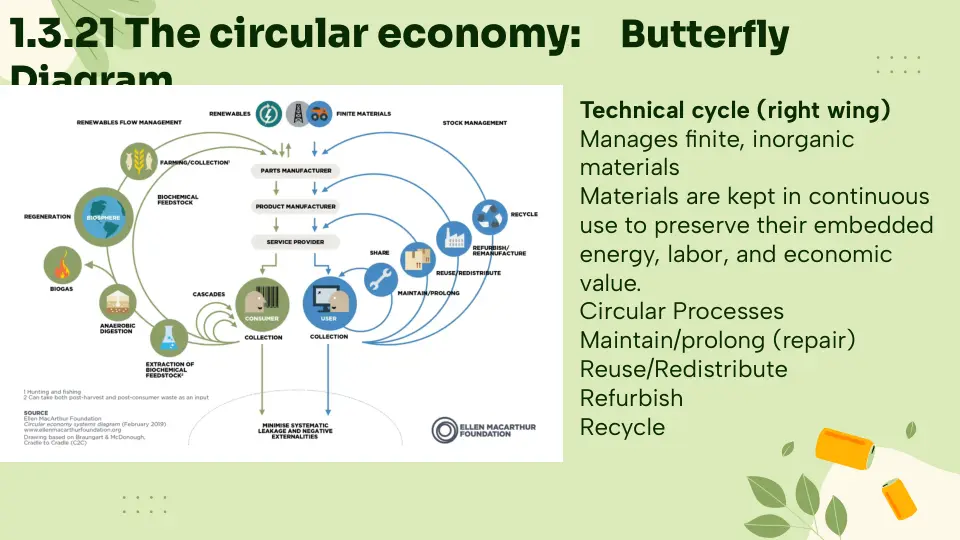 1.3.21 The circular economy: Butterfly
Diagram
RENEWABLES
FINITE MATERIALS
RENEWABLES FLOW MANAGEMENT
STOCK MANAGEMENT
FARMING/COLLECTION¹
PARTS MANUFACTURER
BIOCHEMICAL
FEEDSTOCK
PRODUCT MANUFACTURER
REGENERATION
BIOSPHERE
RECYCLE
SERVICE PROVIDER
SHARE
REFURBISH/
REMANUFACTURE
REUSE/REDISTRIBUTE
BIOGAS
CASCADES
MAINTAIN/PROLONG
CONSUMER
USER
ANAEROBIC
DIGESTION
COLLECTION
COLLECTION
EXTRACTION OF
BIOCHEMICAL
FEEDSTOCK²
1 Hunting and fishing
2 Can take both post-harvest and post-consumer waste as an input
SOURCE
Ellen MacArthur Foundation
Circular economy systems diagram (February 2019)
www.ellenmacarthurfoundation.org
Drawing based on Braungart & McDonough,
Cradle to Cradle (C2C)
MINIMISE SYSTEMATIC
LEAKAGE AND NEGATIVE
EXTERNALITIES
ELLEN MACARTHUR
FOUNDATION
Technical cycle (right wing)
Manages finite, inorganic
materials
Materials are kept in continuous
use to preserve their embedded
energy, labor, and economic
value.
Circular Processes
Maintain/prolong (repair)
Reuse/Redistribute
Refurbish
Recycle